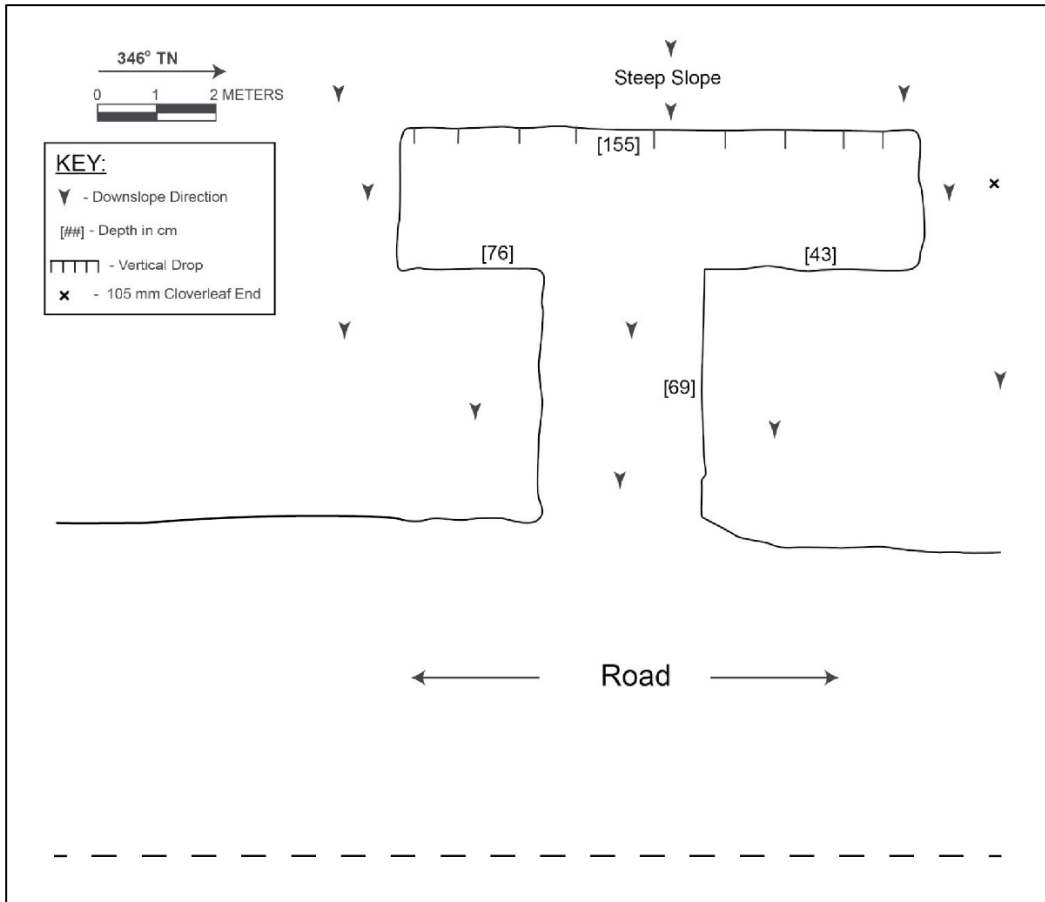 346° TN
0 1 2 METERS
Steep Slope
[155]
KEY:
- Downslope Direction
[##] - Depth in cm
- Vertical Drop
× - 105 mm Cloverleaf End
×
[76]
[43]
[69]
Road